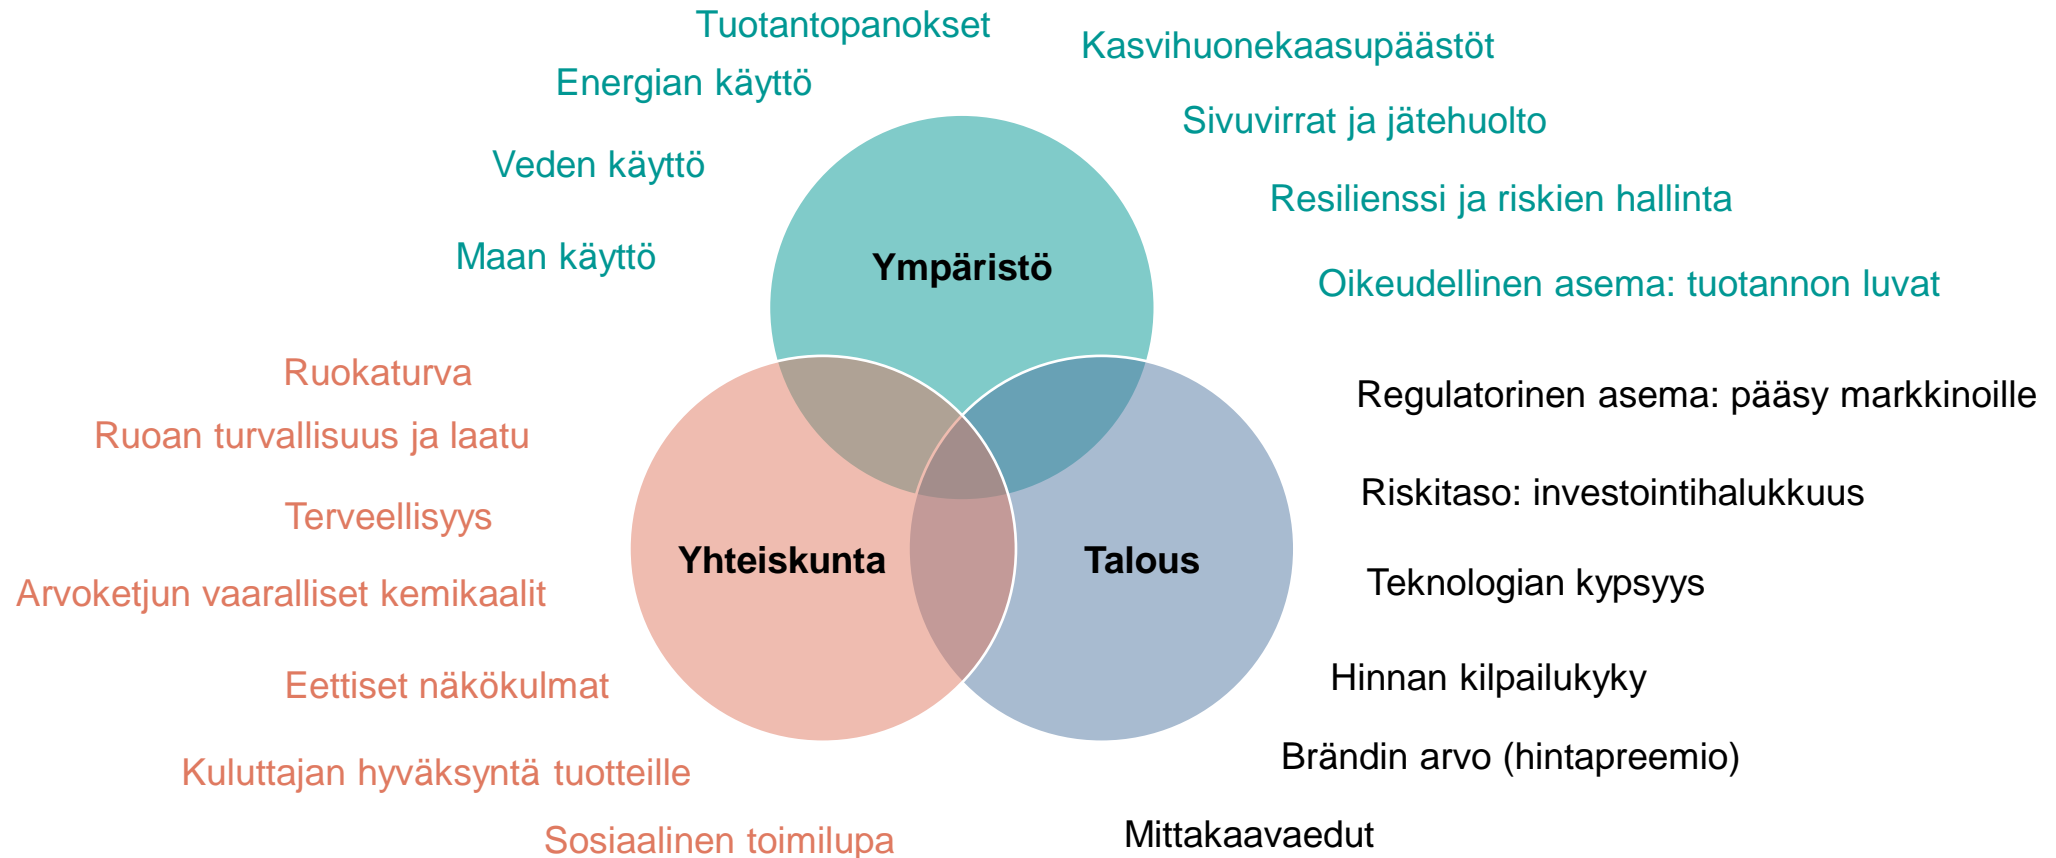 Tuotantopanokset
Kasvihuonekaasupäästöt
Energian käyttö
Sivuvirrat ja jätehuolto
Veden käyttö
Resilienssi ja riskien hallinta
Maan käyttö
Ympäristö
Oikeudellinen asema: tuotannon luvat
Ruokaturva
Regulatorinen asema: pääsy markkinoille
Ruoan turvallisuus ja laatu
Riskitaso: investointihalukkuus
Terveellisyys
Yhteiskunta
Talous
Teknologian kypsyys
Arvoketjun vaaralliset kemikaalit
Eettiset näkökulmat
Hinnan kilpailukyky
Kuluttajan hyväksyntä tuotteille
Brändin arvo (hintapreemio)
Sosiaalinen toimilupa
Mittakaavaedut